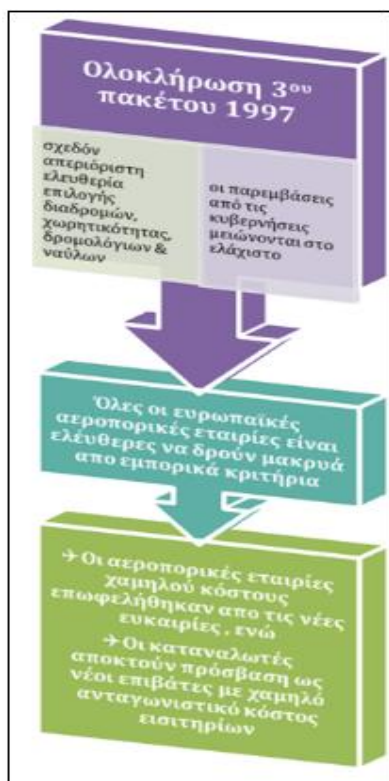 Ολοκλήρωση 3ου
πακέτου 1997
σχεδόν
απεριόριστη
ελευθερία
επιλογής
διαδρομών,
χωρητικότητας,
δρομολόγιων &
ναύλων
οι παρεμβάσεις
από τις
κυβερνήσεις
μειώνονται στο
ελάχιστο
Όλες οι ευρωπαϊκές
αεροπορικές εταιρίες είναι
ελέυθερες να δρούν μακρυά
απο εμπορικά κριτήρια
✈ Οι αεροπορικές εταιρίες
χαμηλού κόστους
επωφελήθηκαν απο τις νέες
ευκαιρίες , ενώ
✈ Οι καταναλωτές
αποκτούν πρόσβαση ως
νέοι επιβάτες με χαμηλό
ανταγωνιστικό κόστος
εισιτηρίων